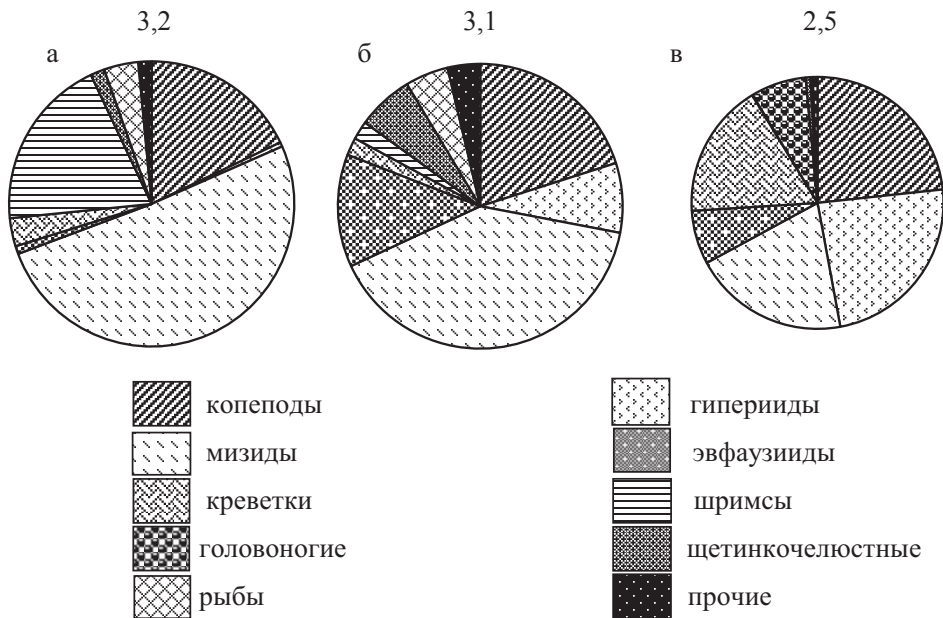 3,2 3,1 2,5
а б в
копеподы гиперииды
мизиды эвфаузииды
креветки шримсы
головоногие щетинкочелюстные
рыбы прочие